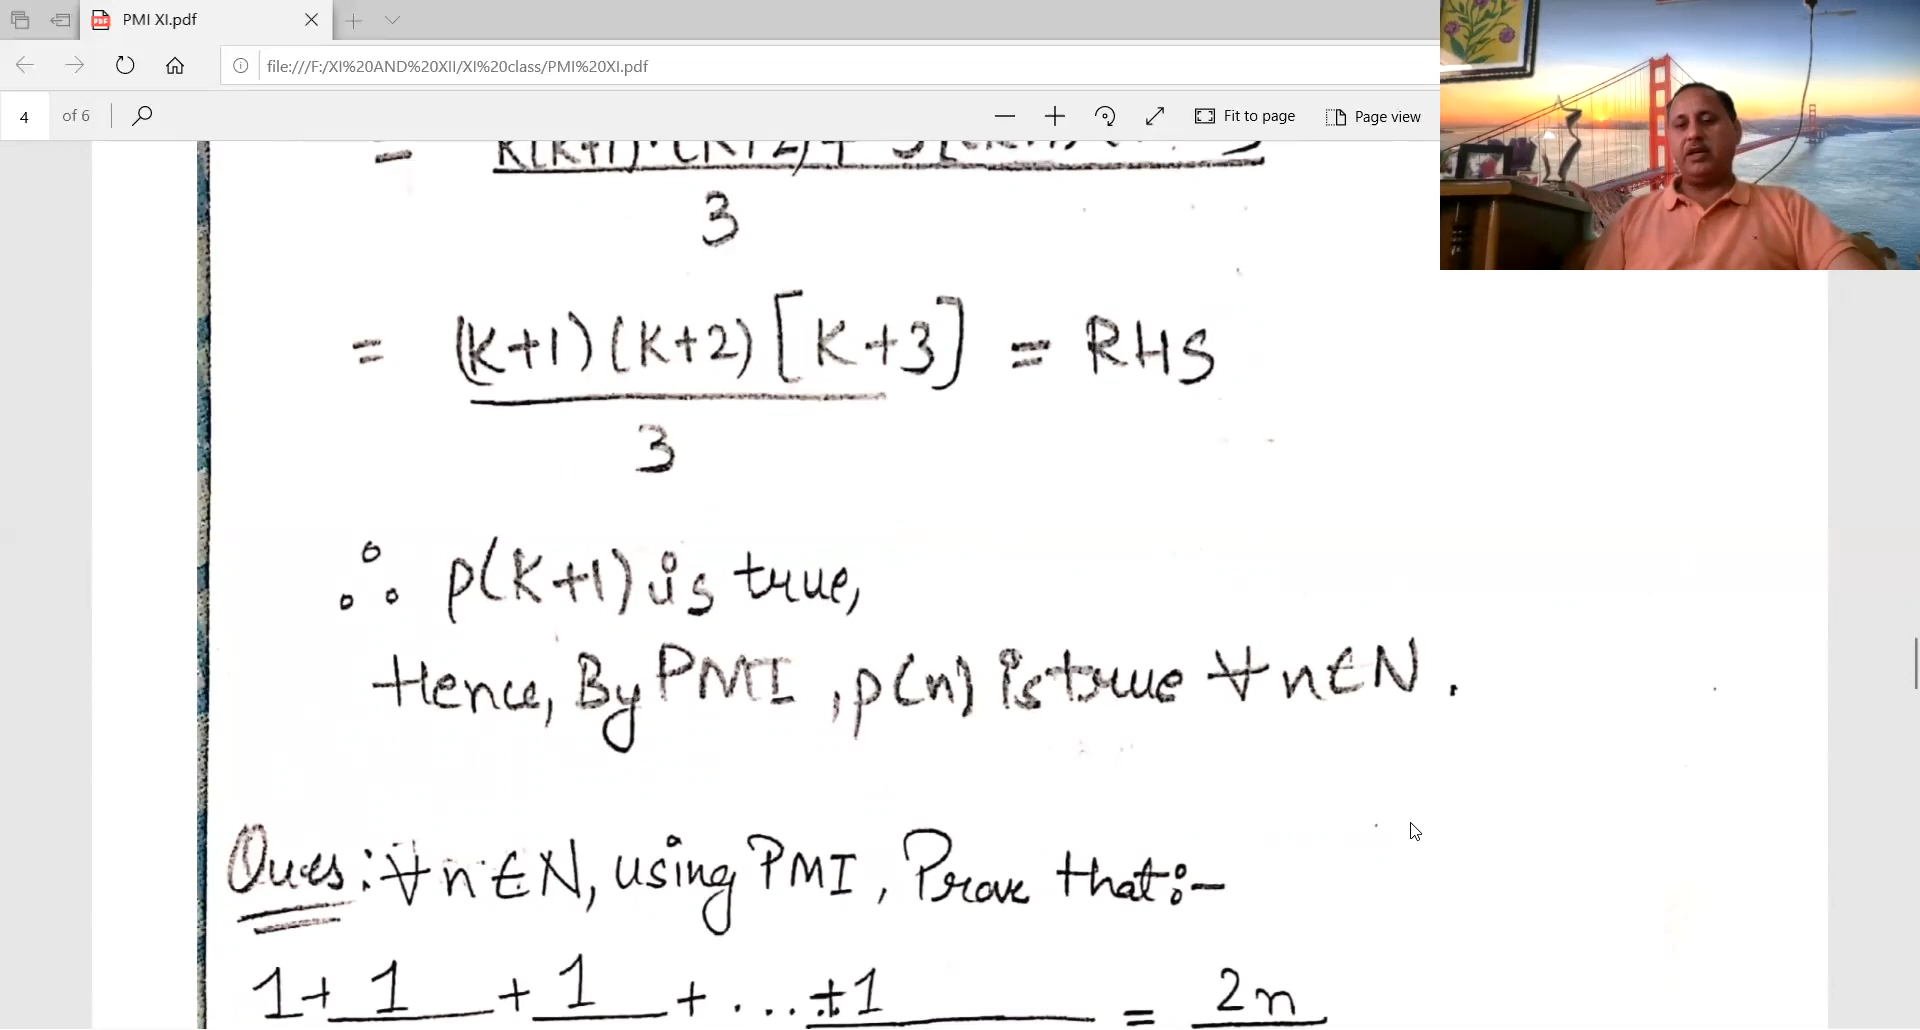 PMI XI.pdf
file:///F:/XI%20AND%20XII/XI%20class/PMI%20XI.pdf
4 of 6
Fit to page
Page view
=
3
= (K+1)(K+2)[K+3] = RHS
3
∴ p(K+1) is true,
Hence, By PMI, p(n) is true ∀ n∈N.
Ques: ∀ n∈N, using PMI, Prove that:-
1+ 1 + 1 + ...+1 = 2n